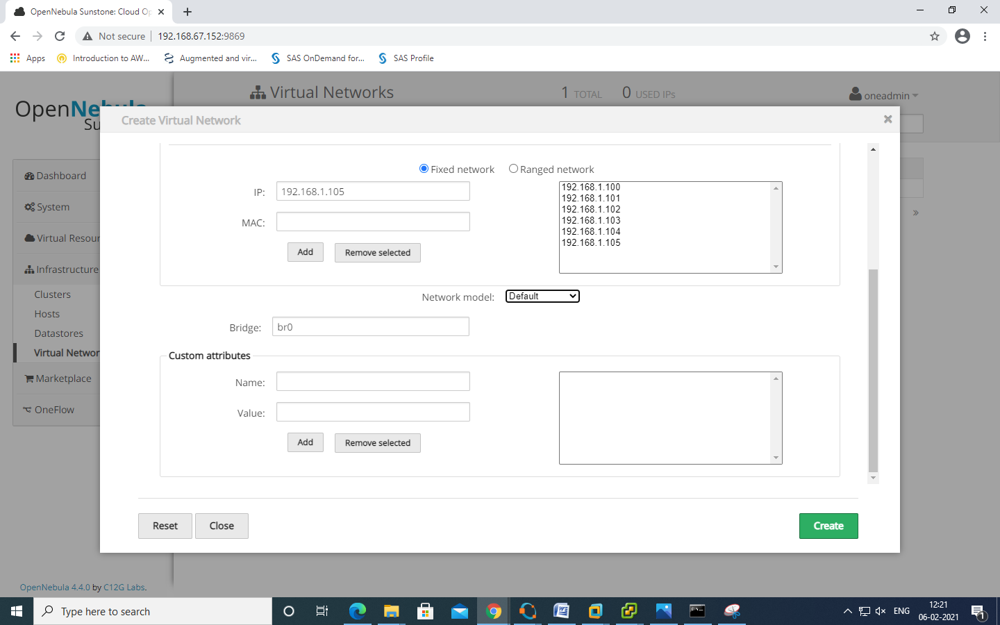 OpenNebula Sunstone: Cloud Op
Not secure 192.168.67.152:9869
Apps Introduction to AW... Augmented and vir... SAS OnDemand for... SAS Profile
Virtual Networks 1 TOTAL 0 USED IPs oneadmin
OpenNebula
Su
Create Virtual Network
Dashboard
System
Virtual Resour
Infrastructure
Clusters
Hosts
Datastores
Virtual Networ
Marketplace
OneFlow
Fixed network Ranged network
IP: 192.168.1.105
MAC:
Add Remove selected
192.168.1.100
192.168.1.101
192.168.1.102
192.168.1.103
192.168.1.104
192.168.1.105
Network model: Default
Bridge: br0
Custom attributes
Name:
Value:
Add Remove selected
Reset Close Create
OpenNebula 4.4.0 by C12G Labs.
Type here to search
ENG
12:21
06-02-2021
1